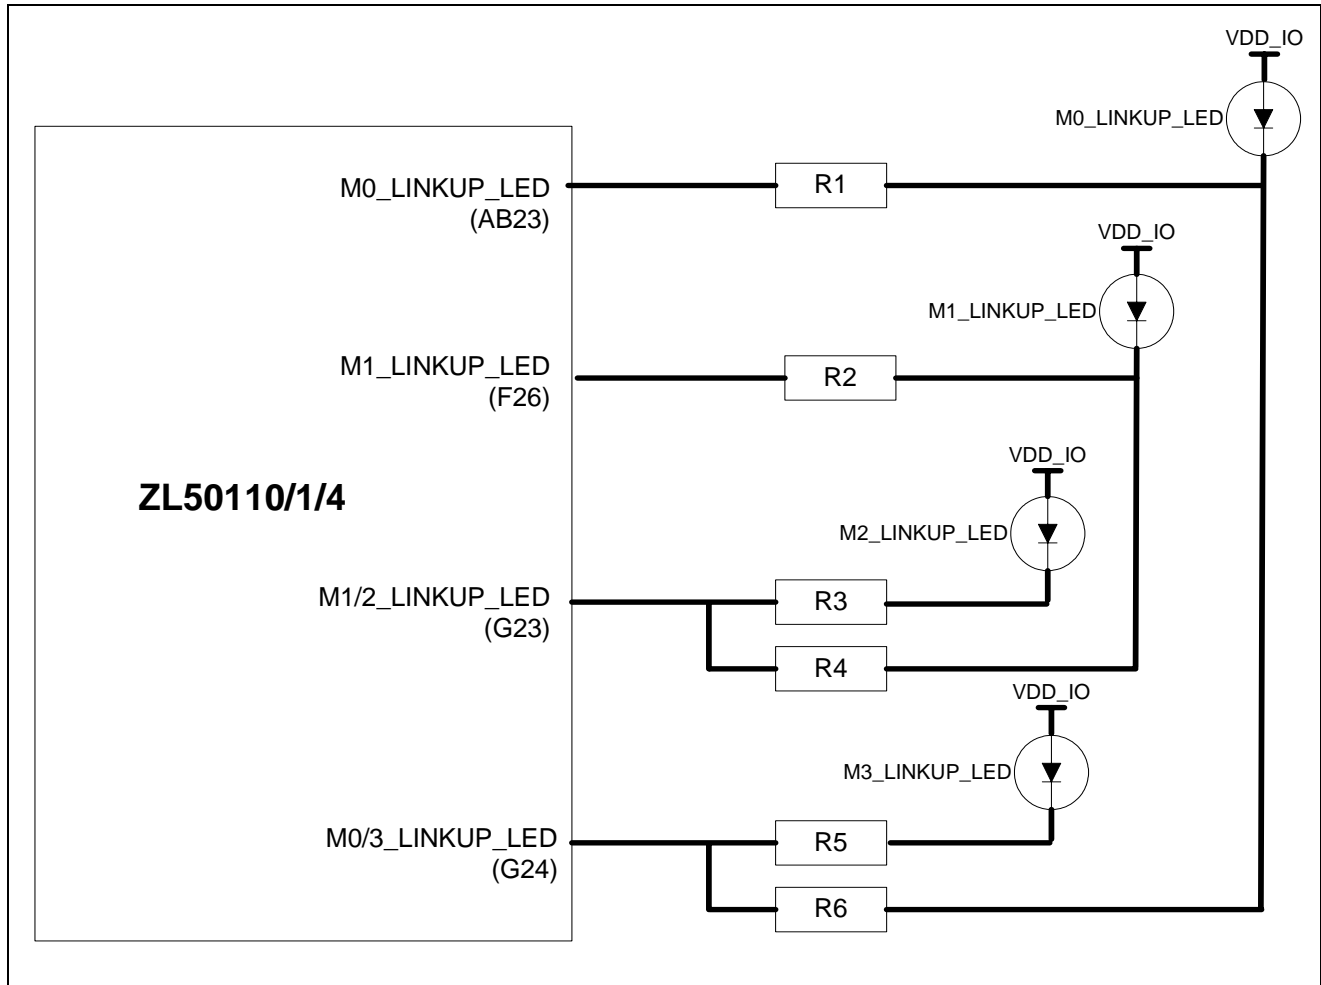 VDD_IO
M0_LINKUP_LED
M0_LINKUP_LED
(AB23)
R1
VDD_IO
M1_LINKUP_LED
M1_LINKUP_LED
(F26)
R2
VDD_IO
ZL50110/1/4
M2_LINKUP_LED
M1/2_LINKUP_LED
(G23)
R3
R4
VDD_IO
M3_LINKUP_LED
M0/3_LINKUP_LED
(G24)
R5
R6